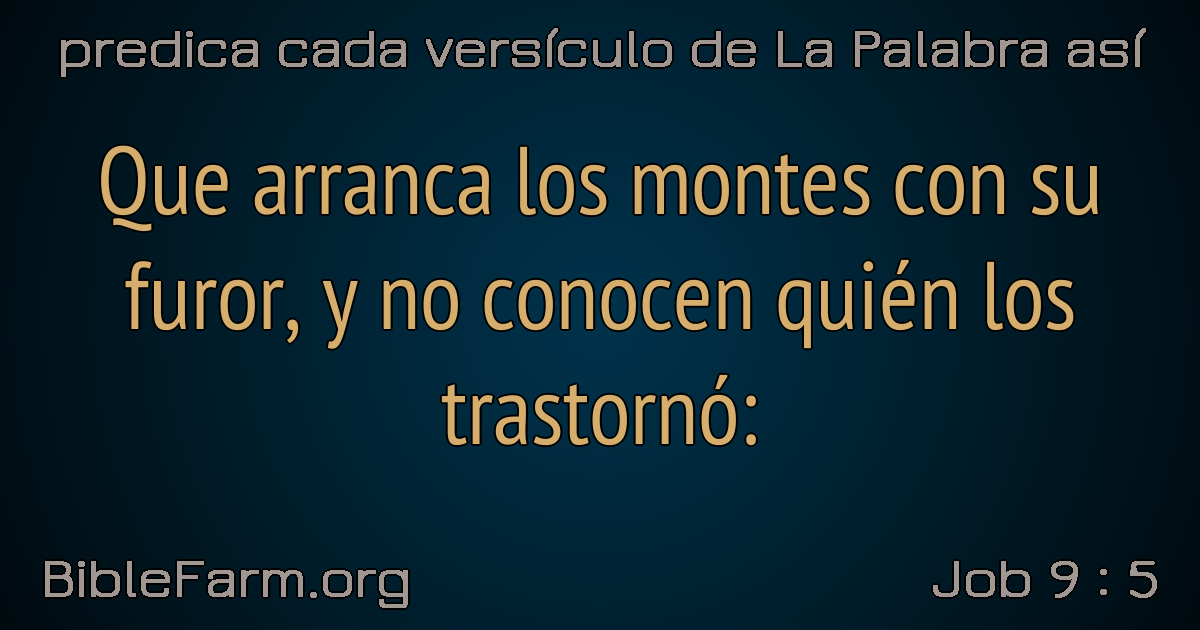 predica cada versículo de La Palabra así
Que arranca los montes con su
furor, y no conocen quién los
trastornó:
BibleFarm.org
Job 9 : 5